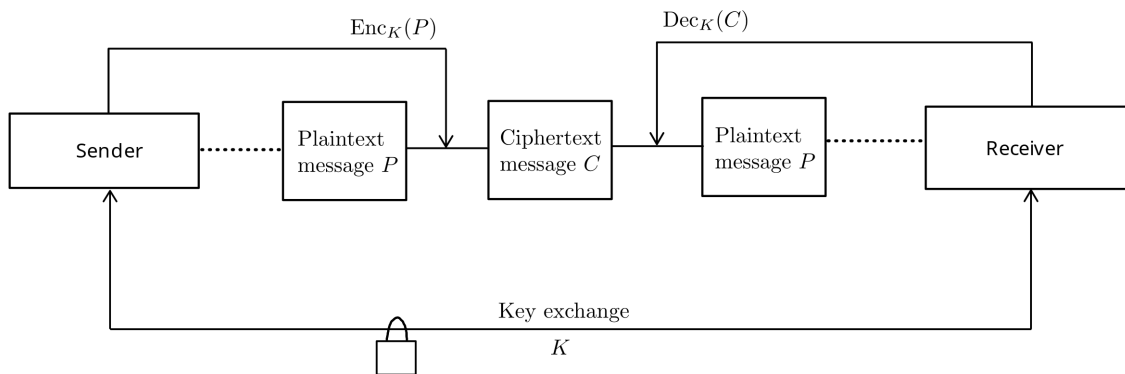 Enc_K(P)
Dec_K(C)
Sender
Plaintext
message P
Ciphertext
message C
Plaintext
message P
Receiver
Key exchange
K